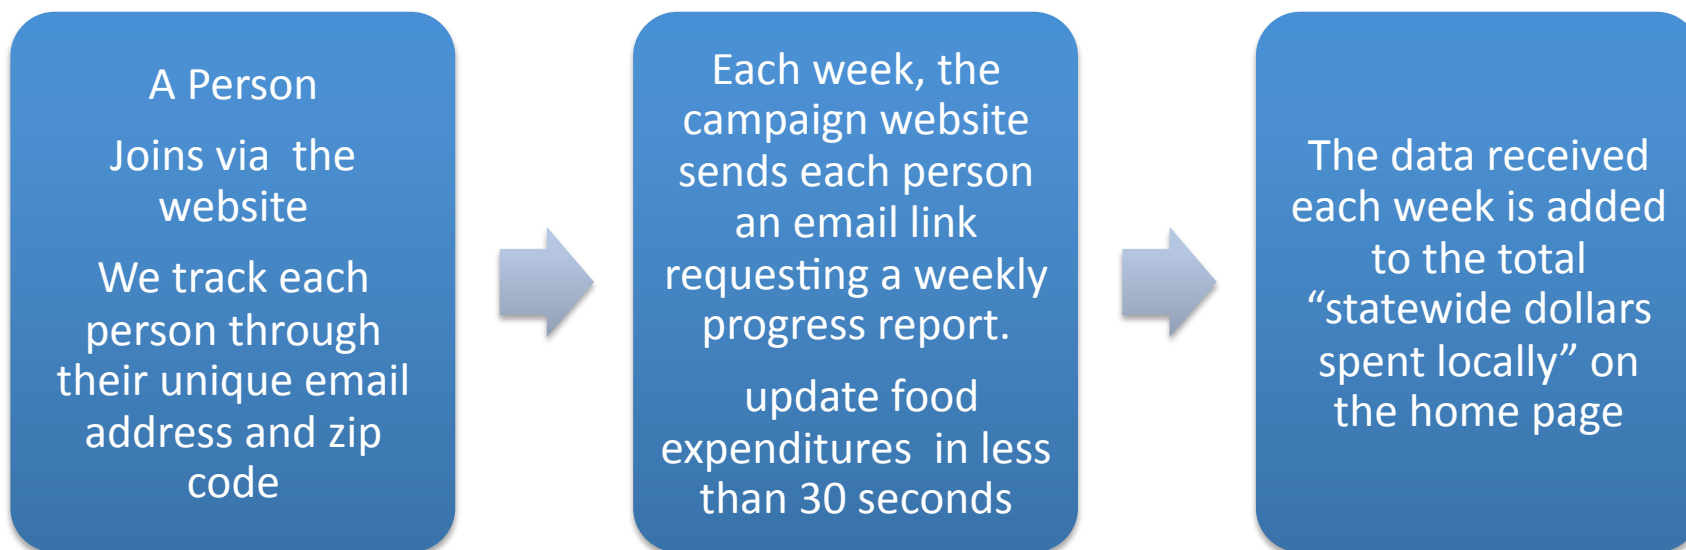 A Person
Joins via  the
website
We track each
person through
their unique email
address and zip
code
Each week, the
campaign website
sends each person
an email link
requesting a weekly
progress report.
update food
expenditures  in less
than 30 seconds
The data received
each week is added
to the total
“statewide dollars
spent locally” on
the home page